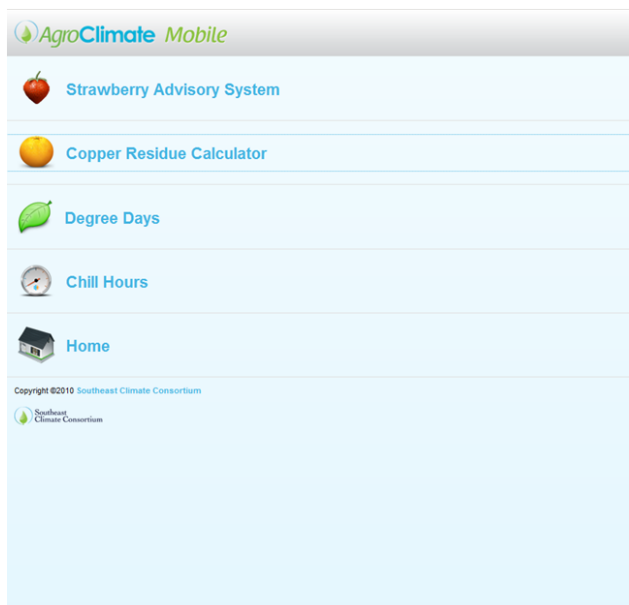 AgroClimate Mobile
Strawberry Advisory System
Copper Residue Calculator
Degree Days
Chill Hours
Home
Copyright ©2010 Southeast Climate Consortium
Southeast
Climate Consortium